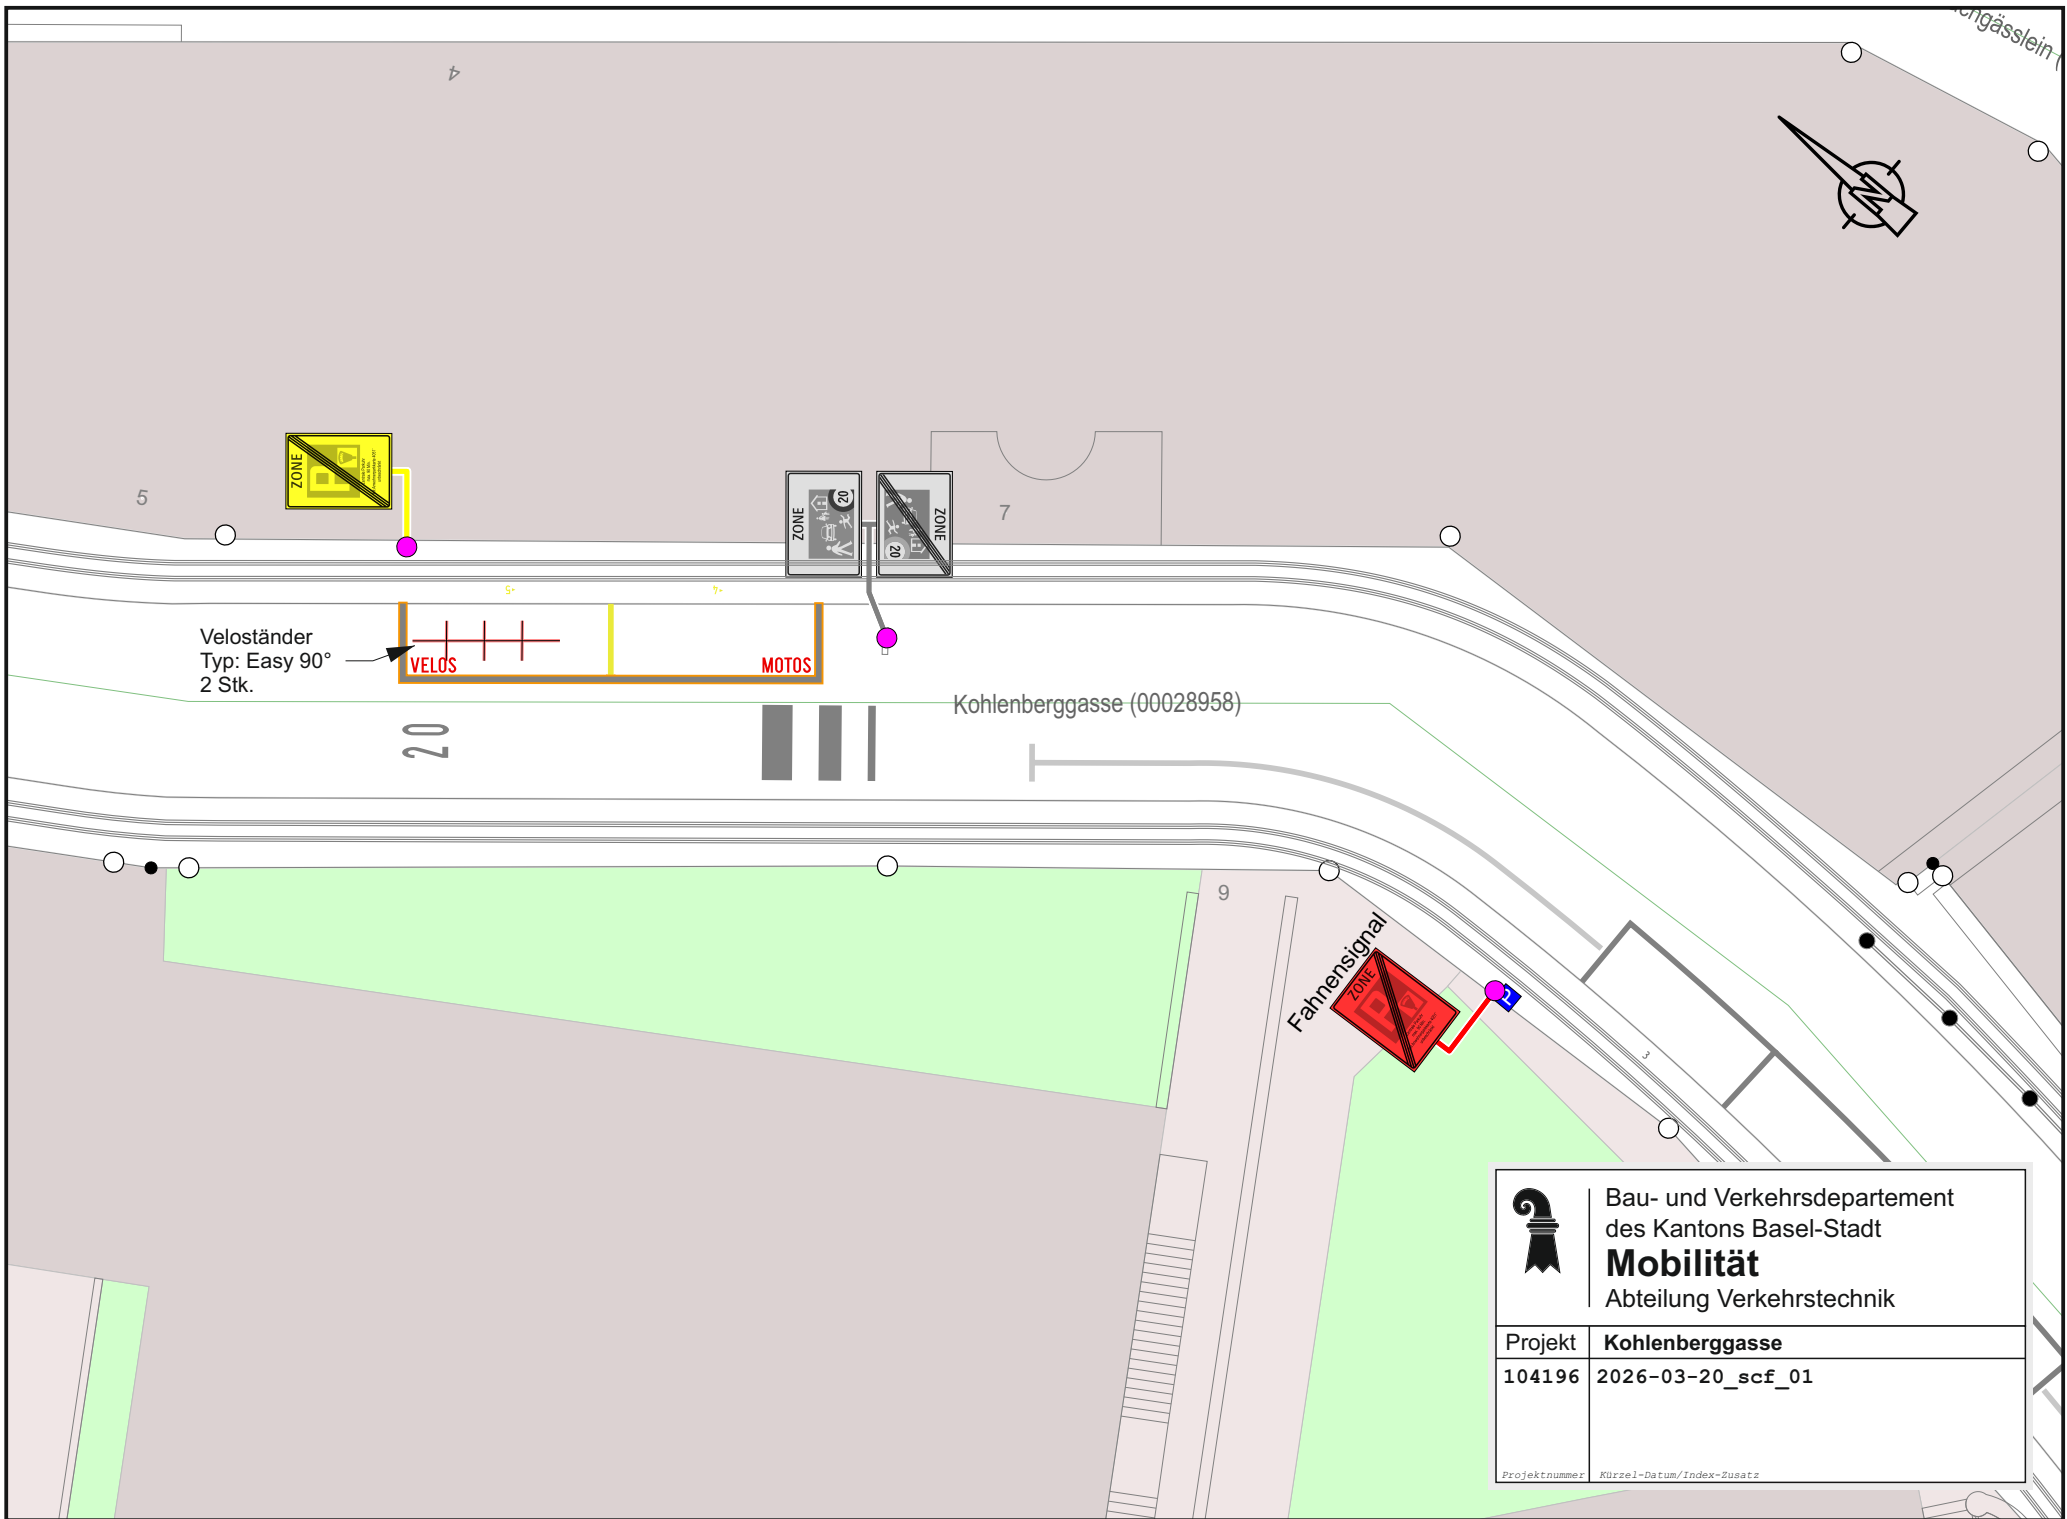 4
5
ZONE
20
ZONE
ZONE
20
7
Veloständer
Typ: Easy 90°
2 Stk.
VELOS
MOTOS
20
Kohlenberggasse (00028958)
9
Fahnensignal
ZONE
P
3
N
Bau- und Verkehrsdepartement
des Kantons Basel-Stadt
Mobilität
Abteilung Verkehrstechnik
Projekt
Kohlenberggasse
104196
2026-03-20_scf_01
Projektnummer
Kürzel-Datum/Index-Zusatz